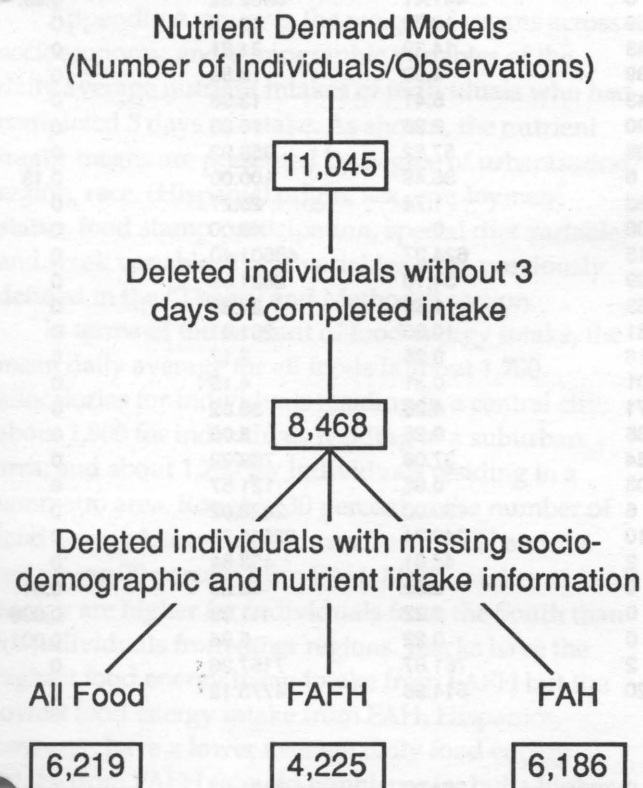 Nutrient Demand Models
(Number of Individuals/Observations)
11,045
Deleted individuals without 3
days of completed intake
8,468
Deleted individuals with missing socio-
demographic and nutrient intake information
All Food FAFH FAH
6,219 4,225 6,186